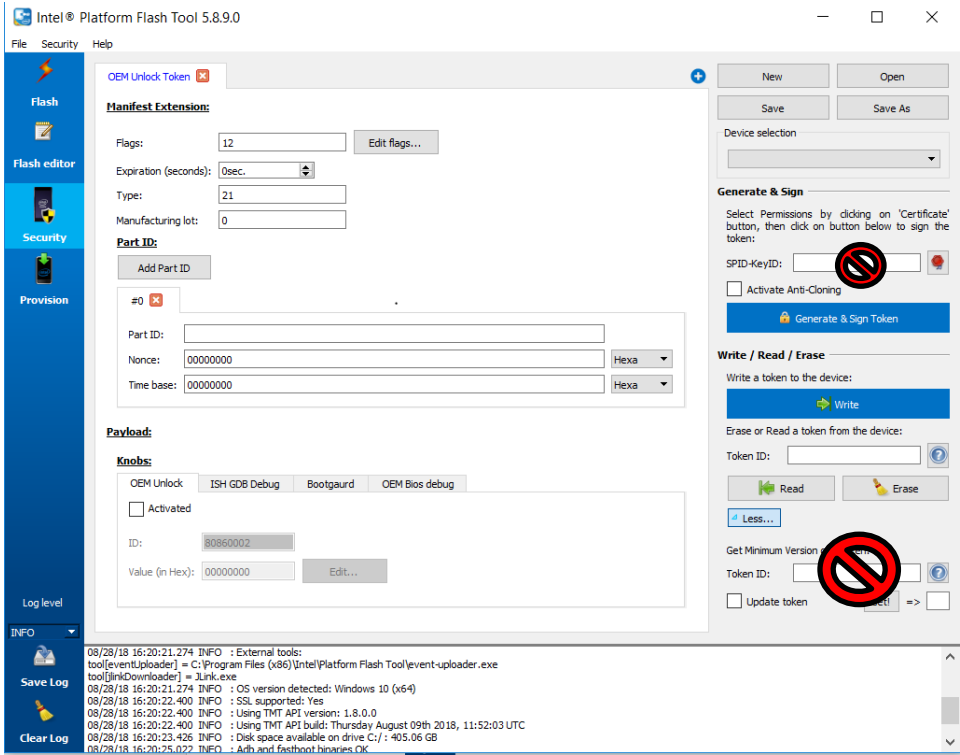 Intel® Platform Flash Tool 5.8.9.0
File Security Help
Flash
Flash editor
Security
Provision
Log level
INFO
Save Log
Clear Log
OEM Unlock Token
Manifest Extension:
Flags: 12 Edit flags...
Expiration (seconds): 0sec.
Type: 21
Manufacturing lot: 0
Part ID:
Add Part ID
#0
Part ID:
Nonce: 00000000 Hexa
Time base: 00000000 Hexa
Payload:
Knobs:
OEM Unlock ISH GDB Debug Bootgaurd OEM Bios debug
Activated
ID: 80860002
Value (in Hex): 00000000 Edit...
New Open
Save Save As
Device selection
Generate & Sign
Select Permissions by clicking on 'Certificate'
button, then click on button below to sign the
token:
SPID-KeyID:
Activate Anti-Cloning
Generate & Sign Token
Write / Read / Erase
Write a token to the device:
Write
Erase or Read a token from the device:
Token ID:
Read Erase
Less...
Get Minimum Version
Token ID:
Update token =>
08/28/18 16:20:21.274 INFO : External tools:
tool[eventUploader] = C:\Program Files (x86)\Intel\Platform Flash Tool\event-uploader.exe
tool[jlinkDownloader] = JLink.exe
08/28/18 16:20:21.274 INFO : OS version detected: Windows 10 (x64)
08/28/18 16:20:22.400 INFO : SSL supported: Yes
08/28/18 16:20:22.400 INFO : Using TMT API version: 1.8.0.0
08/28/18 16:20:22.400 INFO : Using TMT API build: Thursday August 09th 2018, 11:52:03 UTC
08/28/18 16:20:23.426 INFO : Disk space available on drive C:/ : 405.06 GB
08/28/18 16:20:25.022 INFO : Adb and fastboot binaries OK